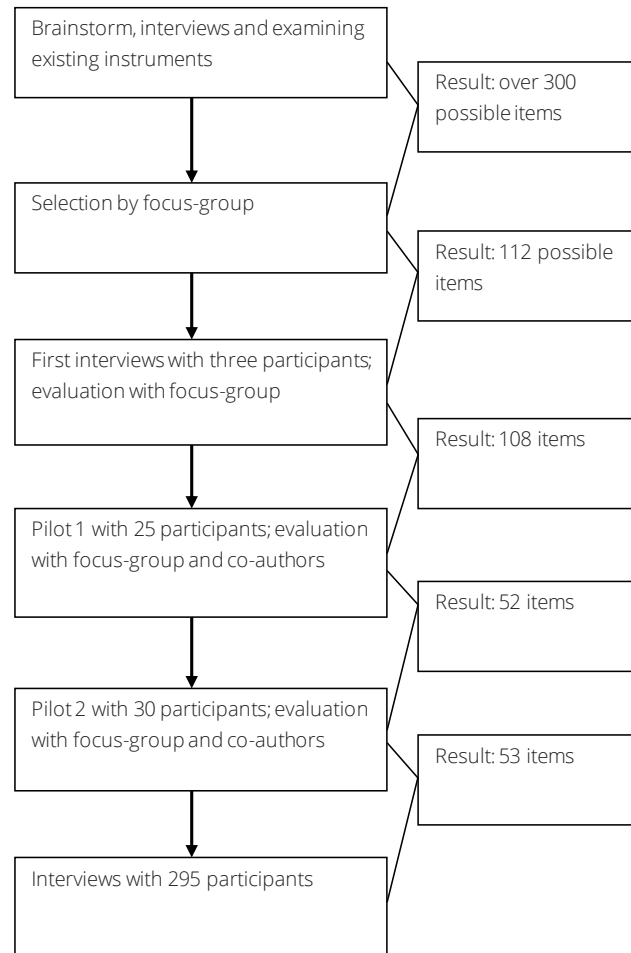 Brainstorm, interviews and examining
existing instruments
Result: over 300
possible items
Selection by focus-group
Result: 112 possible
items
First interviews with three participants;
evaluation with focus-group
Result: 108 items
Pilot 1 with 25 participants; evaluation
with focus-group and co-authors
Result: 52 items
Pilot 2 with 30 participants; evaluation
with focus-group and co-authors
Result: 53 items
Interviews with 295 participants